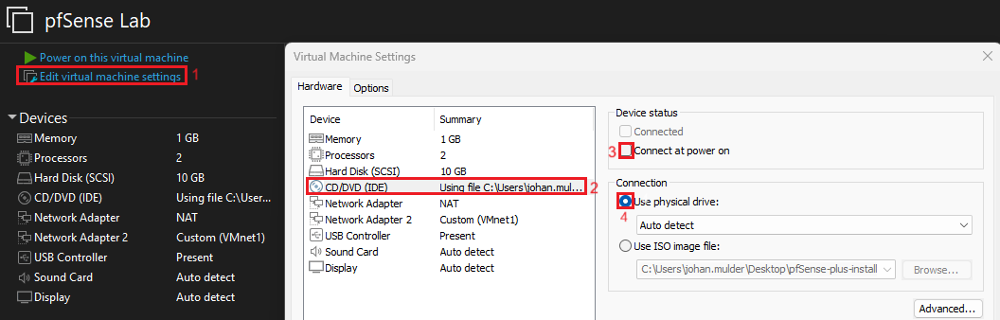 pfSense Lab
Power on this virtual machine
Edit virtual machine settings 1
Devices
Memory 1 GB
Processors 2
Hard Disk (SCSI) 10 GB
CD/DVD (IDE) Using file C:\User...
Network Adapter NAT
Network Adapter 2 Custom (VMnet1)
USB Controller Present
Sound Card Auto detect
Display Auto detect
Virtual Machine Settings
Hardware Options
Device Summary
Memory 1 GB
Processors 2
Hard Disk (SCSI) 10 GB
CD/DVD (IDE) Using file C:\Users\johan.mul... 2
Network Adapter NAT
Network Adapter 2 Custom (VMnet1)
USB Controller Present
Sound Card Auto detect
Display Auto detect
Device status
Connected
3 Connect at power on
Connection
Use physical drive:
4
Auto detect
Use ISO image file:
C:\Users\johan.mulder\Desktop\pfSense-plus-install Browse...
Advanced...